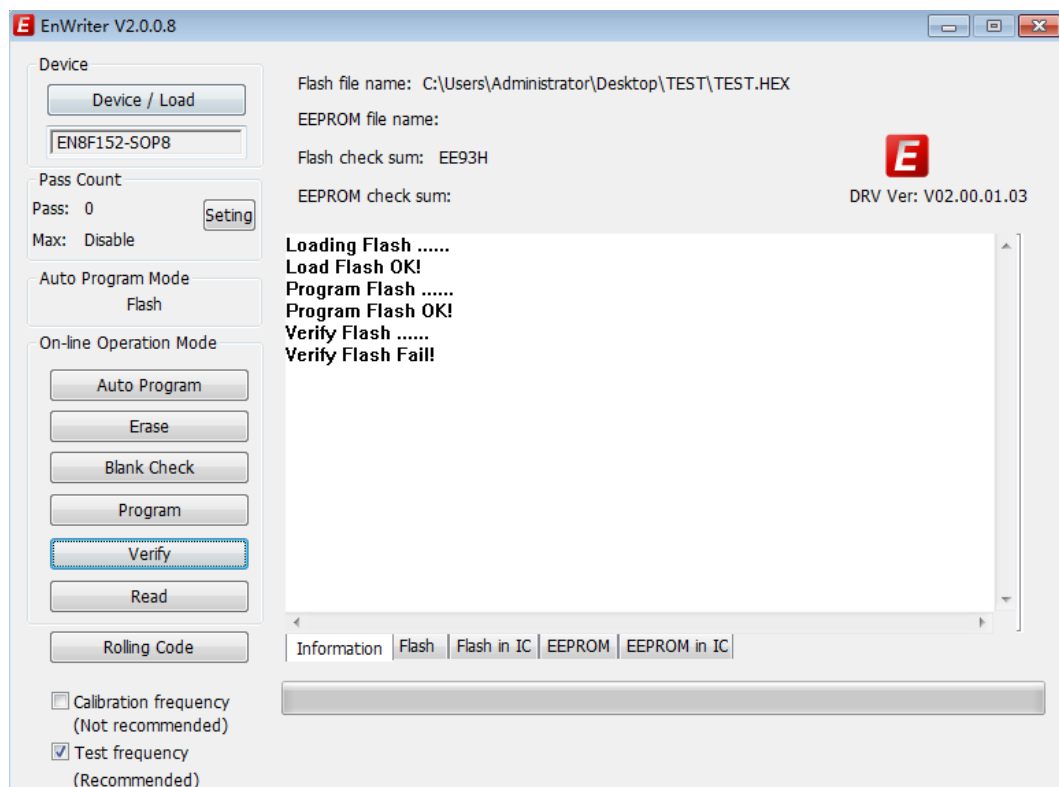 E EnWriter V2.0.0.8
Device
Device / Load
EN8F152-SOP8
Pass Count
Pass: 0
Seting
Max: Disable
Auto Program Mode
Flash
On-line Operation Mode
Auto Program
Erase
Blank Check
Program
Verify
Read
Rolling Code
Calibration frequency
(Not recommended)
Test frequency
(Recommended)
Flash file name: C:\Users\Administrator\Desktop\TEST\TEST.HEX
EEPROM file name:
Flash check sum: EE93H
EEPROM check sum:
E
DRV Ver: V02.00.01.03
Loading Flash ......
Load Flash OK!
Program Flash ......
Program Flash OK!
Verify Flash ......
Verify Flash Fail!
Information Flash Flash in IC EEPROM EEPROM in IC